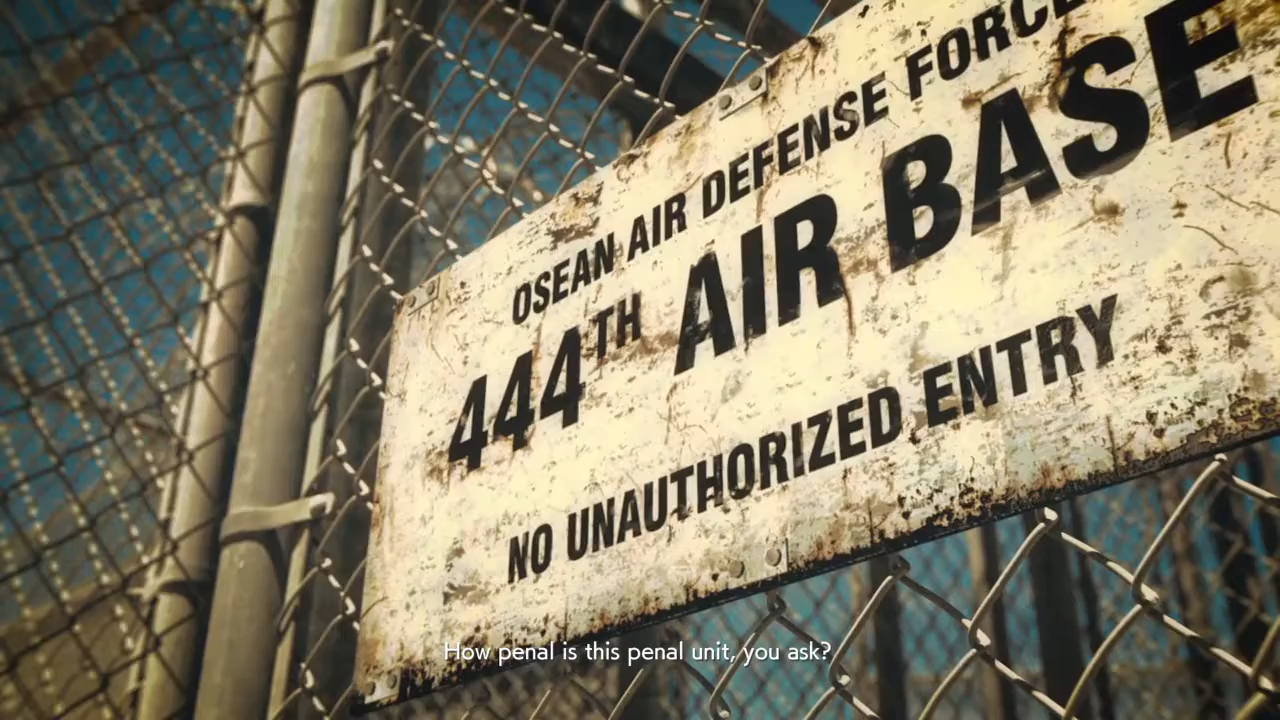 OSEAN AIR DEFENSE FORCE
444TH AIR BASE
NO UNAUTHORIZED ENTRY
How penal is this penal unit, you ask?